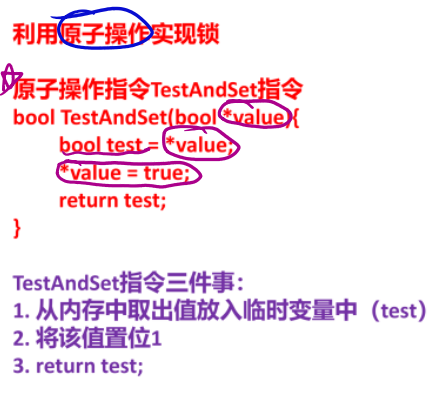 利用原子操作实现锁
原子操作指令TestAndSet指令
bool TestAndSet(bool *value){
bool test = *value;
*value = true;
return test;
}
TestAndSet指令三件事：
1. 从内存中取出值放入临时变量中（test）
2. 将该值置位1
3. return test;